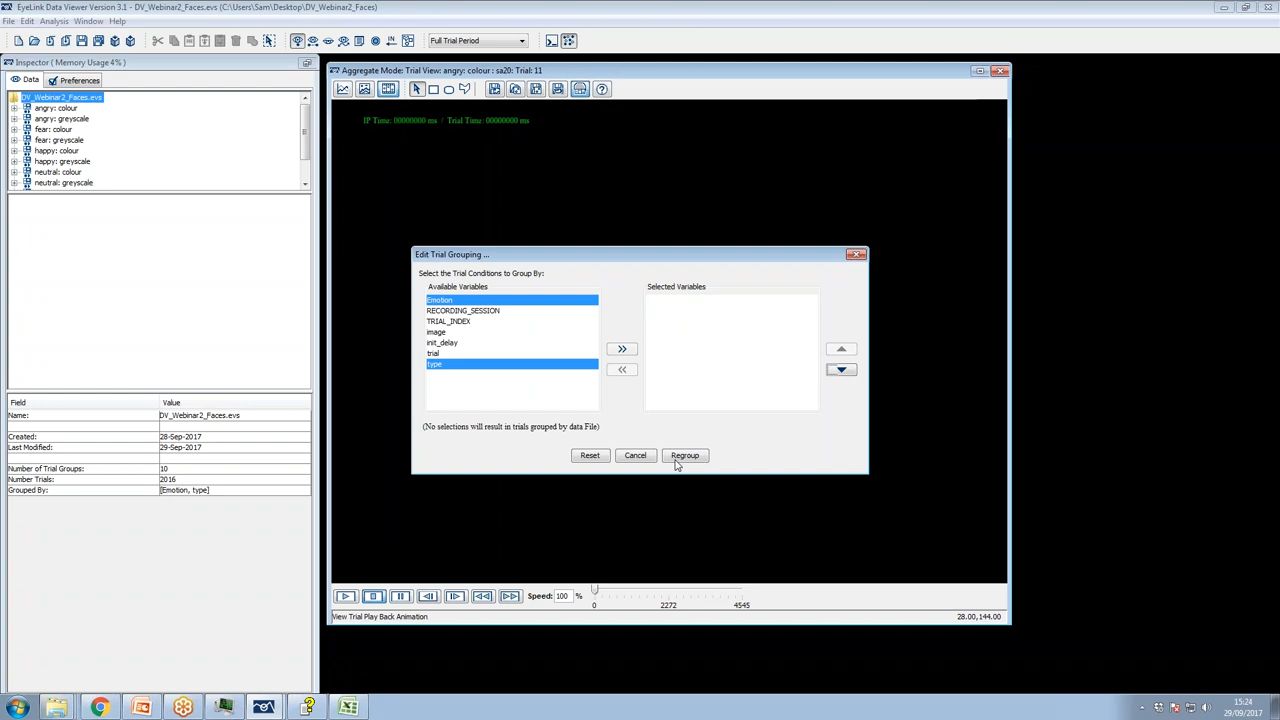 EyeLink Data Viewer Version 3.1 - DV_Webinar2_Faces.evs (C:\Users\Sam\Desktop\DV_Webinar2_Faces)
File Edit Analysis Window Help
Full Trial Period
Inspector ( Memory Usage 4% )
Data Preferences
DV_Webinar2_Faces.evs
angry: colour
angry: greyscale
fear: colour
fear: greyscale
happy: colour
happy: greyscale
neutral: colour
neutral: greyscale
Field Value
Name: DV_Webinar2_Faces.evs
Created: 28-Sep-2017
Last Modified: 29-Sep-2017
Number of Trial Groups: 10
Number Trials: 2016
Grouped By: [Emotion, type]
Aggregate Mode: Trial View: angry: colour : sa20: Trial: 11
IP Time: 00000000 ms / Trial Time: 00000000 ms
Edit Trial Grouping ...
Select the Trial Conditions to Group By:
Available Variables Selected Variables
Emotion
RECORDING_SESSION
TRIAL_INDEX
image
init_delay
trial
type
>>
<<
(No selections will result in trials grouped by data File)
Reset Cancel Regroup
Speed: 100 %
0 2272 4545
View Trial Play Back Animation 28.00,144.00
15:24
29/09/2017